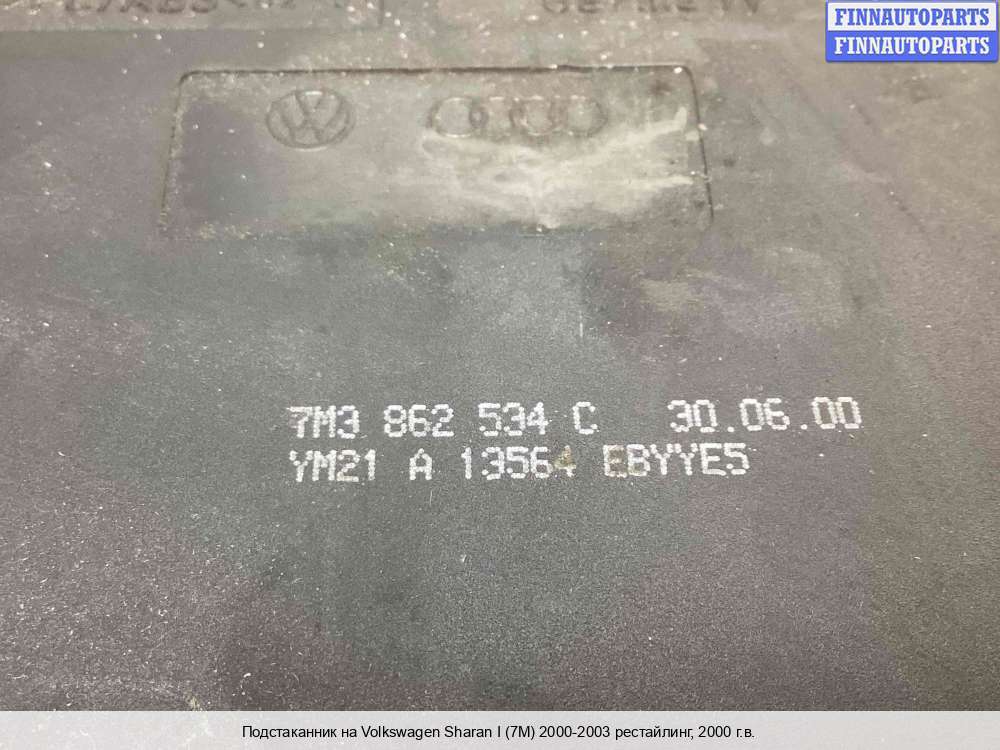 FINNAUTOPARTS
FINNAUTOPARTS
7M3 862 534 C 30.06.00
YM21 A 13564 EBYYE5
Подстаканник на Volkswagen Sharan I (7M) 2000-2003 рестайлинг, 2000 г.в.